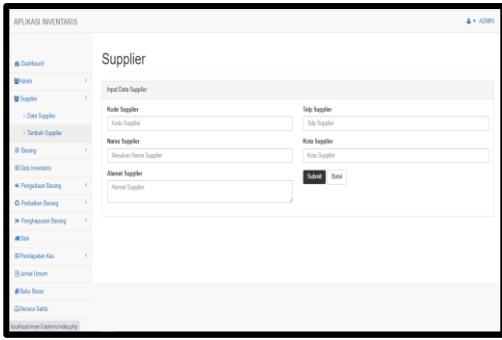 APLIKASI INVENTARIS
ADMIN
Dashboard
Admin
Supplier
Data Supplier
Tambah Supplier
Barang
Data Inventaris
Pengadaan Barang
Perbaikan Barang
Penghapusan Barang
Stok
Pendapatan Kas
Jurnal Umum
Buku Besar
Neraca Saldo
localhost/inven1/admin/index.php
Supplier
Input Data Supplier
Kode Supplier
Kode Supplier
Nama Supplier
Masukan Nama Supplier
Alamat Supplier
Alamat Supplier
Telp Supplier
Telp Supplier
Kota Supplier
Kota Supplier
Submit
Batal